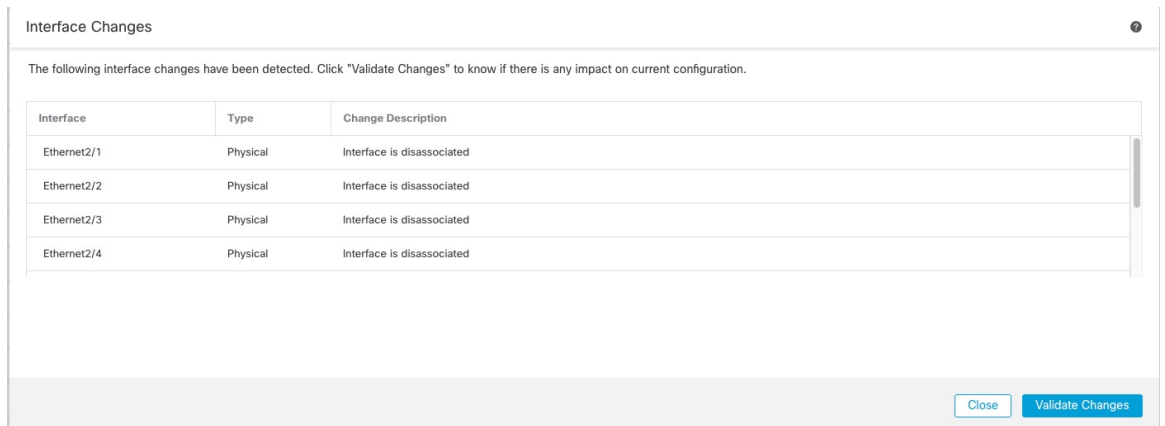 Interface Changes
?
The following interface changes have been detected. Click "Validate Changes" to know if there is any impact on current configuration.
Interface Type Change Description
Ethernet2/1 Physical Interface is disassociated
Ethernet2/2 Physical Interface is disassociated
Ethernet2/3 Physical Interface is disassociated
Ethernet2/4 Physical Interface is disassociated
Close Validate Changes